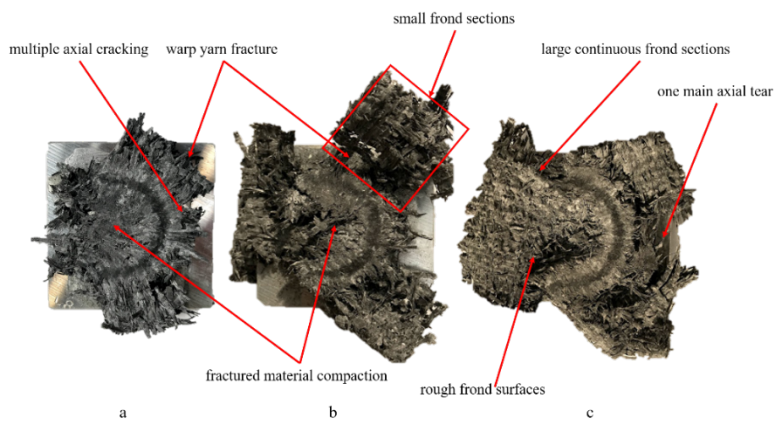 small frond sections
multiple axial cracking
warp yarn fracture
large continuous frond sections
one main axial tear
fractured material compaction
rough frond surfaces
a
b
c